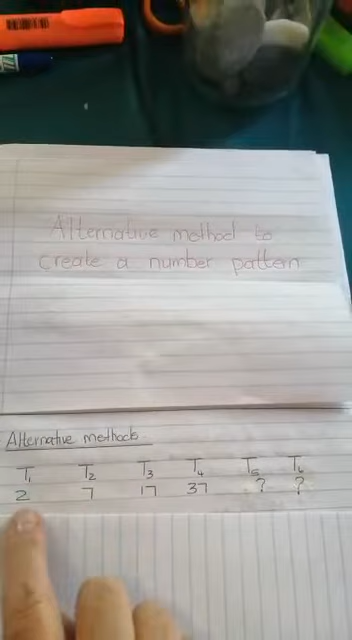 Alternative method to
create a number pattern
Alternative methods.
T1 T2 T3 T4 T5 T6
2 7 17 37 ? ?